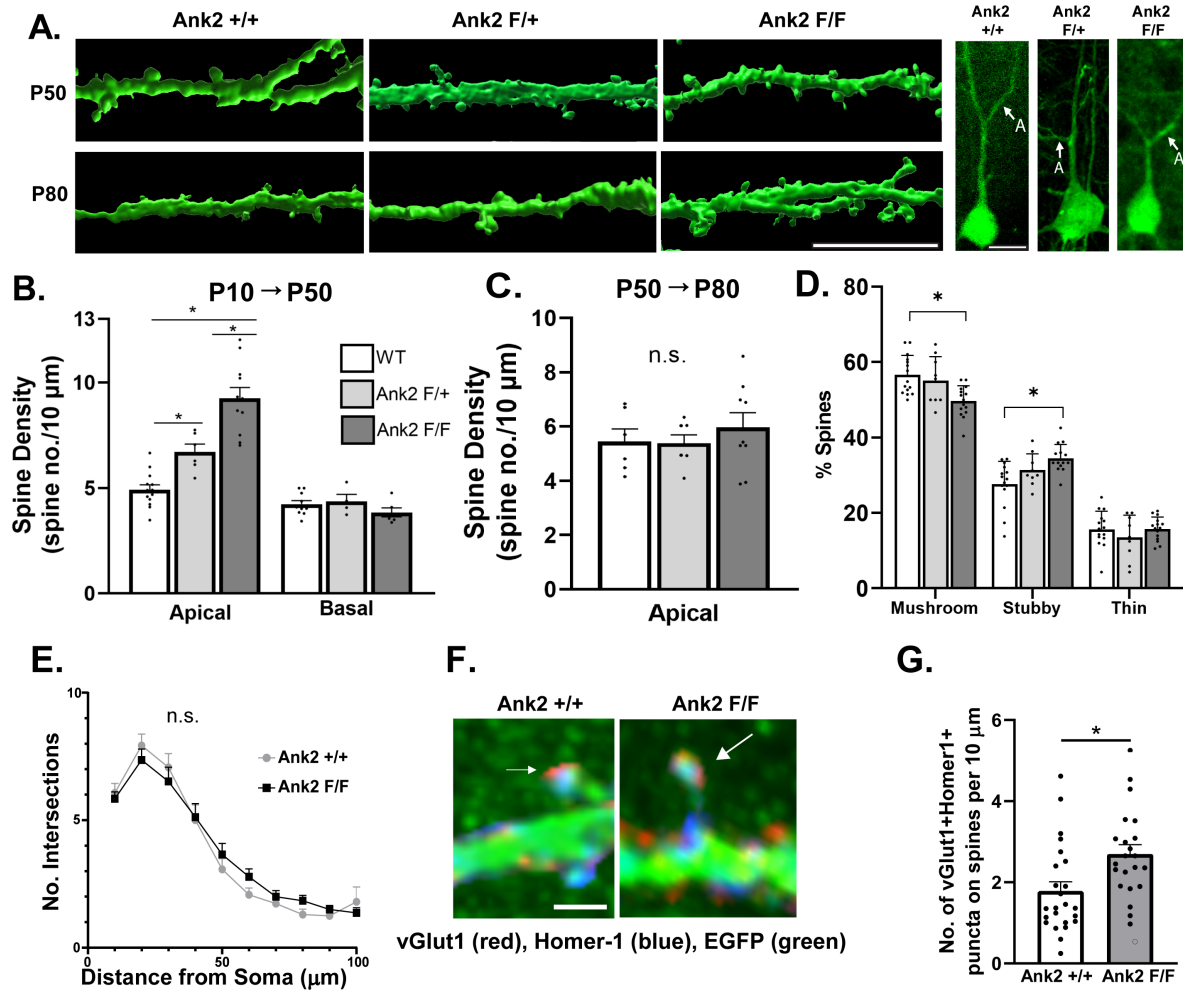 A.
Ank2 +/+
Ank2 F/+
Ank2 F/F
P50
P80
Ank2
+/+
Ank2
F/+
Ank2
F/F
A
A
A
B.
P10 → P50
Spine Density
(spine no./10 µm)
13
10
5
0
*
*
*
WT
Ank2 F/+
Ank2 F/F
Apical
Basal
C.
P50 → P80
Spine Density
(spine no./10 µm)
10
8
6
4
2
0
n.s.
Apical
D.
% Spines
80
60
40
20
0
*
*
Mushroom
Stubby
Thin
E.
No. Intersections
10
5
0
n.s.
Ank2 +/+
Ank2 F/F
0
50
100
Distance from Soma (µm)
F.
Ank2 +/+
Ank2 F/F
vGlut1 (red), Homer-1 (blue), EGFP (green)
G.
No. of vGlut1+Homer1+
puncta on spines per 10 µm
6
4
2
0
*
Ank2 +/+
Ank2 F/F